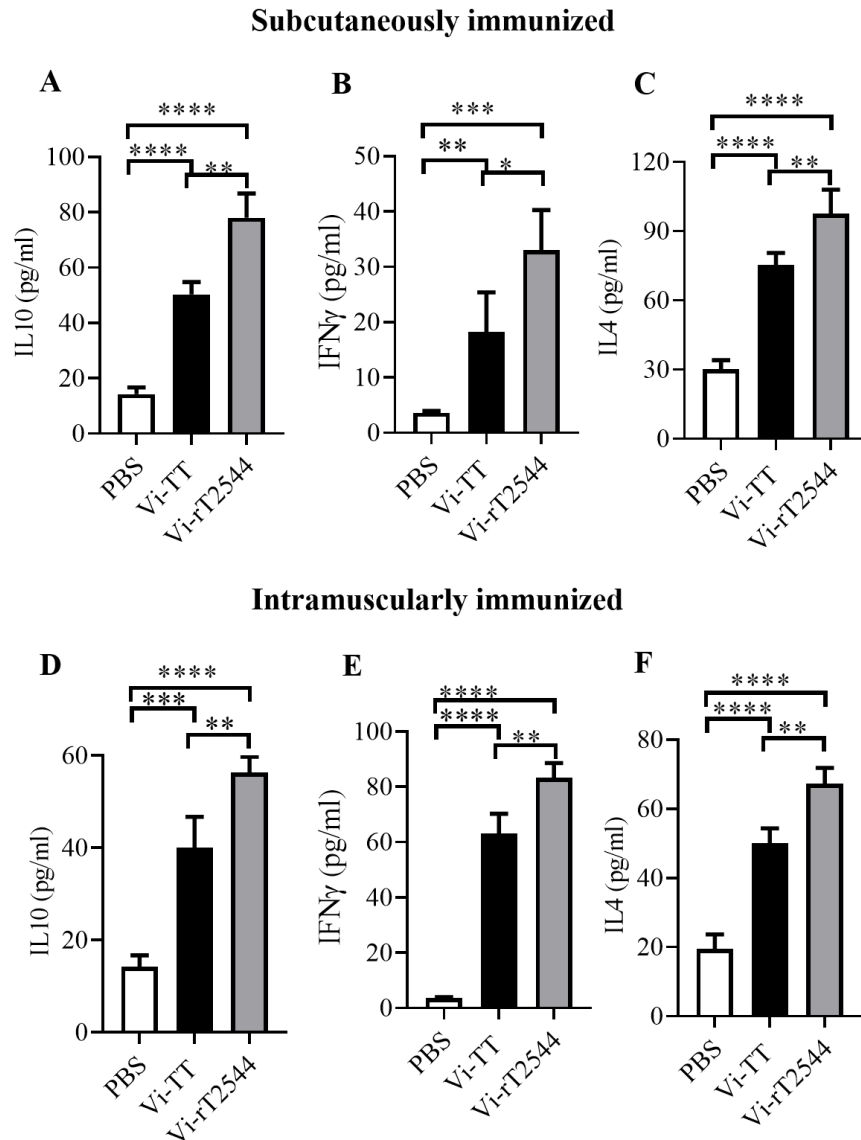 Subcutaneously immunized
A
****
****
**
IL10 (pg/ml)
100
80
60
40
20
0
PBS
Vi-TT
Vi-rT2544
B
***
**
*
IFNγ (pg/ml)
50
40
30
20
10
0
PBS
Vi-TT
Vi-rT2544
C
****
****
**
IL4 (pg/ml)
120
90
60
30
0
PBS
Vi-TT
Vi-rT2544
Intramuscularly immunized
D
****
***
**
IL10 (pg/ml)
60
40
20
0
PBS
Vi-TT
Vi-rT2544
E
****
****
**
IFNγ (pg/ml)
100
80
60
40
20
0
PBS
Vi-TT
Vi-rT2544
F
****
****
**
IL4 (pg/ml)
80
60
40
20
0
PBS
Vi-TT
Vi-rT2544